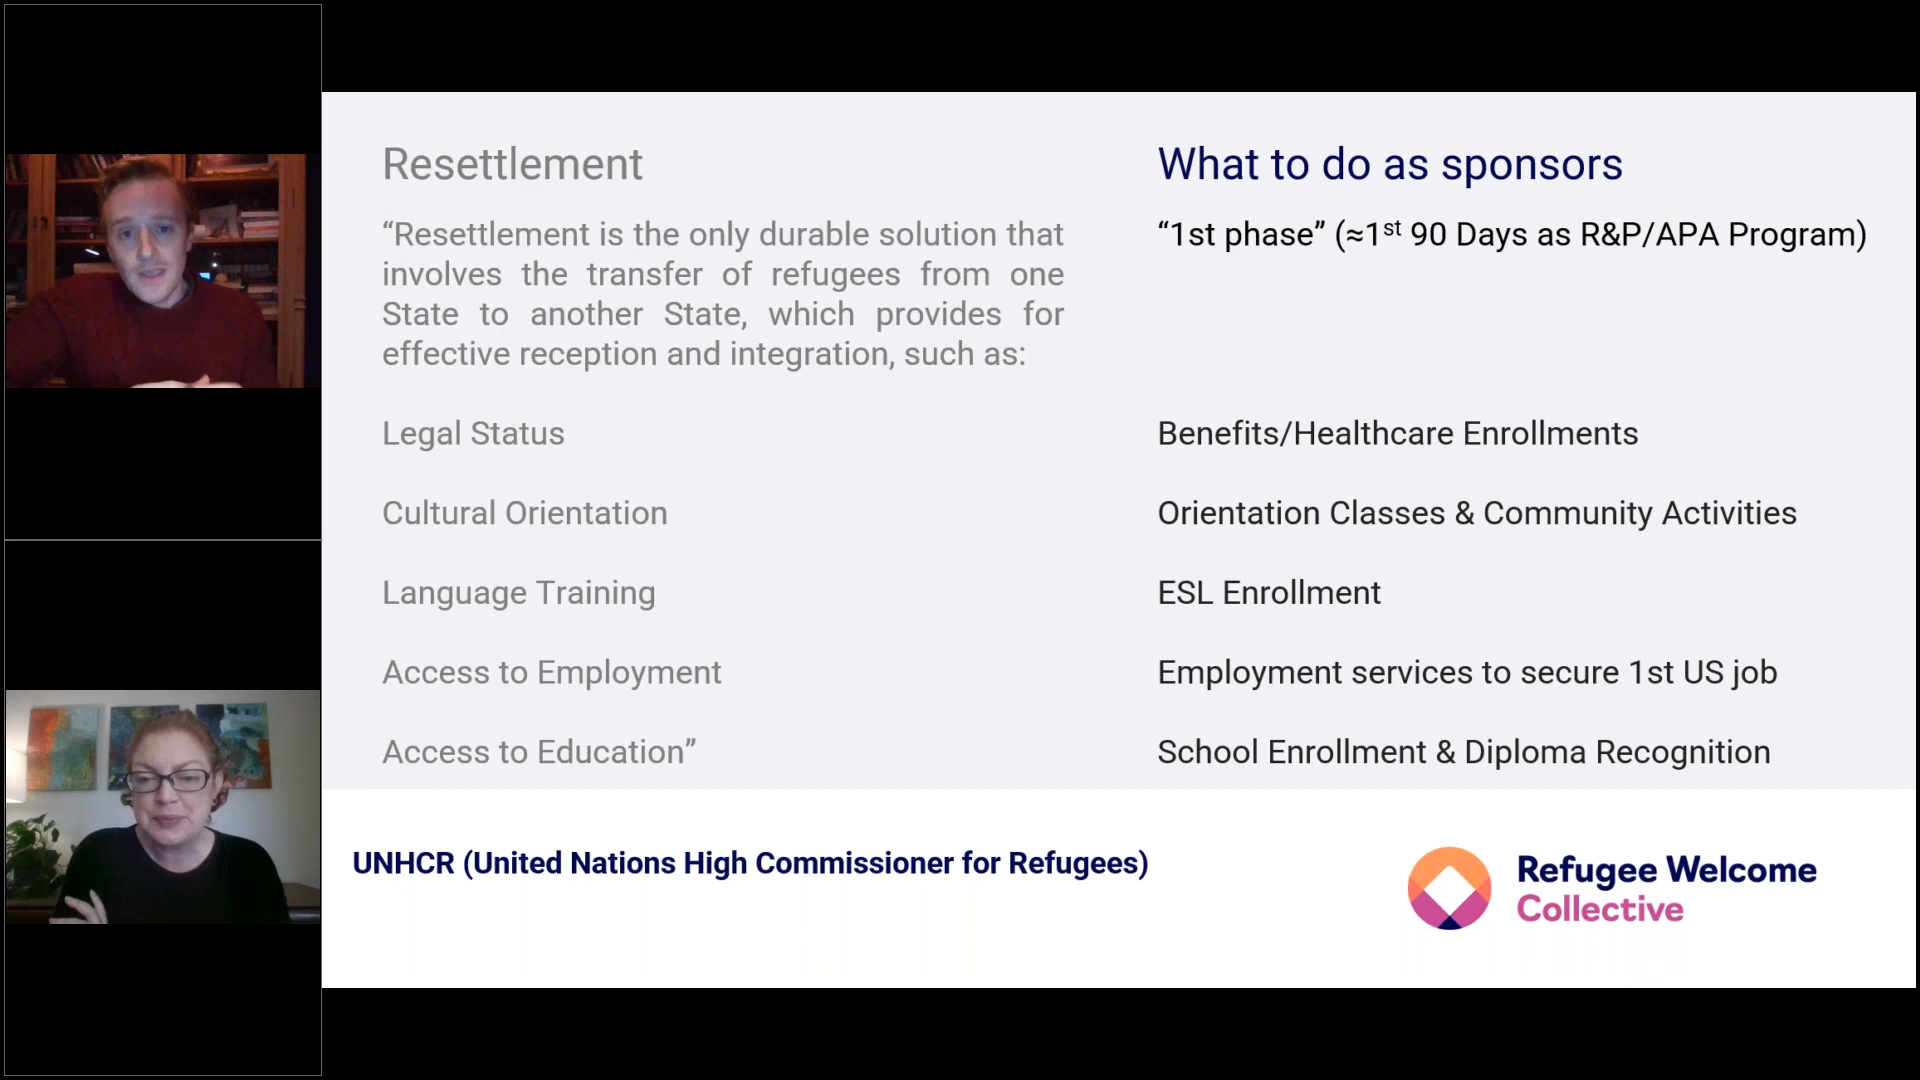 Resettlement
“Resettlement is the only durable solution that
involves the transfer of refugees from one
State to another State, which provides for
effective reception and integration, such as:
Legal Status
Cultural Orientation
Language Training
Access to Employment
Access to Education”
What to do as sponsors
“1st phase” (≈1st 90 Days as R&P/APA Program)
Benefits/Healthcare Enrollments
Orientation Classes & Community Activities
ESL Enrollment
Employment services to secure 1st US job
School Enrollment & Diploma Recognition
UNHCR (United Nations High Commissioner for Refugees)
Refugee Welcome
Collective